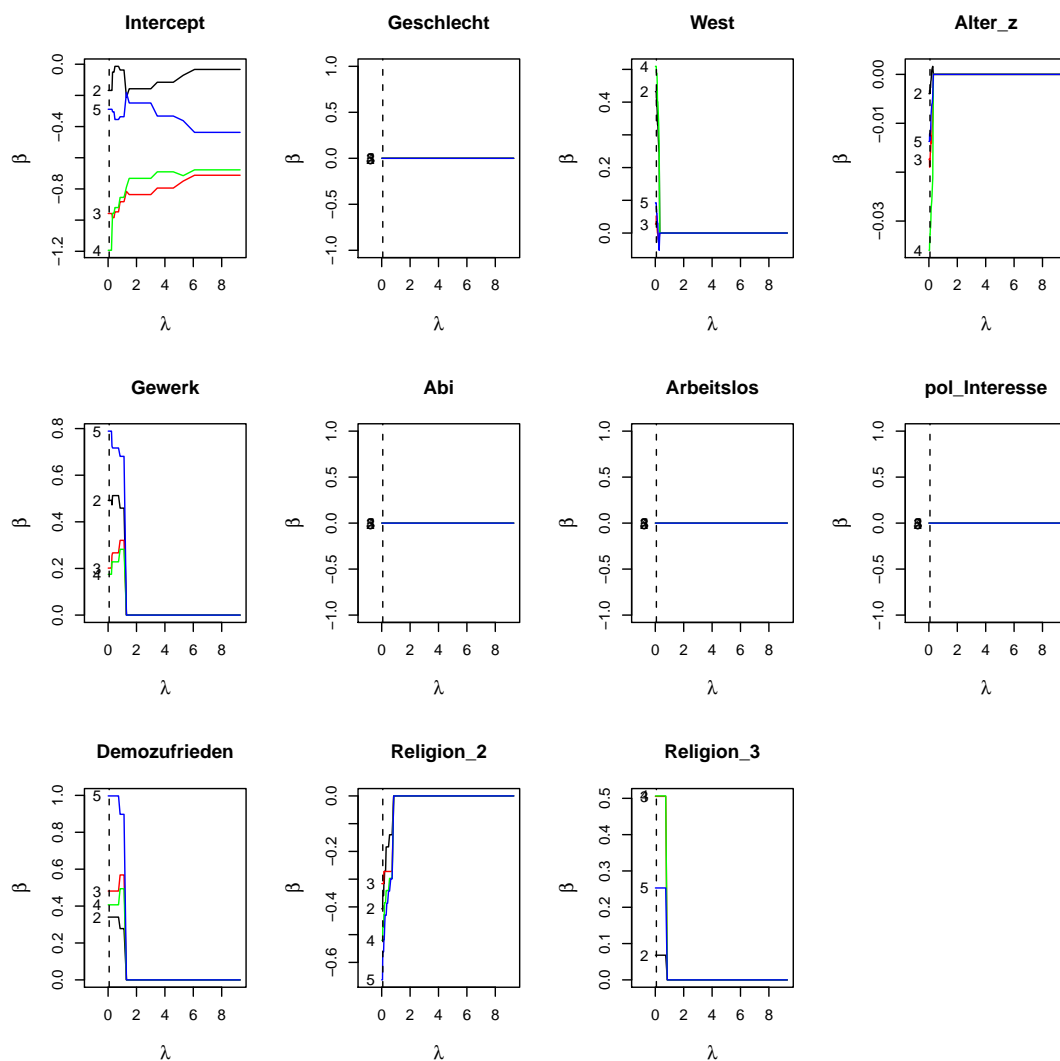 Intercept
0.0
−0.4
−0.8
−1.2
β
2
5
3
4
0 2 4 6 8
λ
Geschlecht
1.0
0.5
0.0
−0.5
−1.0
β
0 2 4 6 8
λ
West
0.4
0.2
0.0
β
4
2
5
3
0 2 4 6 8
λ
Alter_z
0.00
−0.01
−0.03
β
2
5
3
4
0 2 4 6 8
λ
Gewerk
0.8
0.6
0.4
0.2
0.0
β
5
2
3
4
0 2 4 6 8
λ
Abi
1.0
0.5
0.0
−0.5
−1.0
β
0 2 4 6 8
λ
Arbeitslos
1.0
0.5
0.0
−0.5
−1.0
β
0 2 4 6 8
λ
pol_Interesse
1.0
0.5
0.0
−0.5
−1.0
β
0 2 4 6 8
λ
Demozufrieden
1.0
0.8
0.6
0.4
0.2
0.0
β
5
3
4
2
0 2 4 6 8
λ
Religion_2
0.0
−0.2
−0.4
−0.6
β
3
2
4
5
0 2 4 6 8
λ
Religion_3
0.5
0.4
0.3
0.2
0.1
0.0
β
5
2
0 2 4 6 8
λ